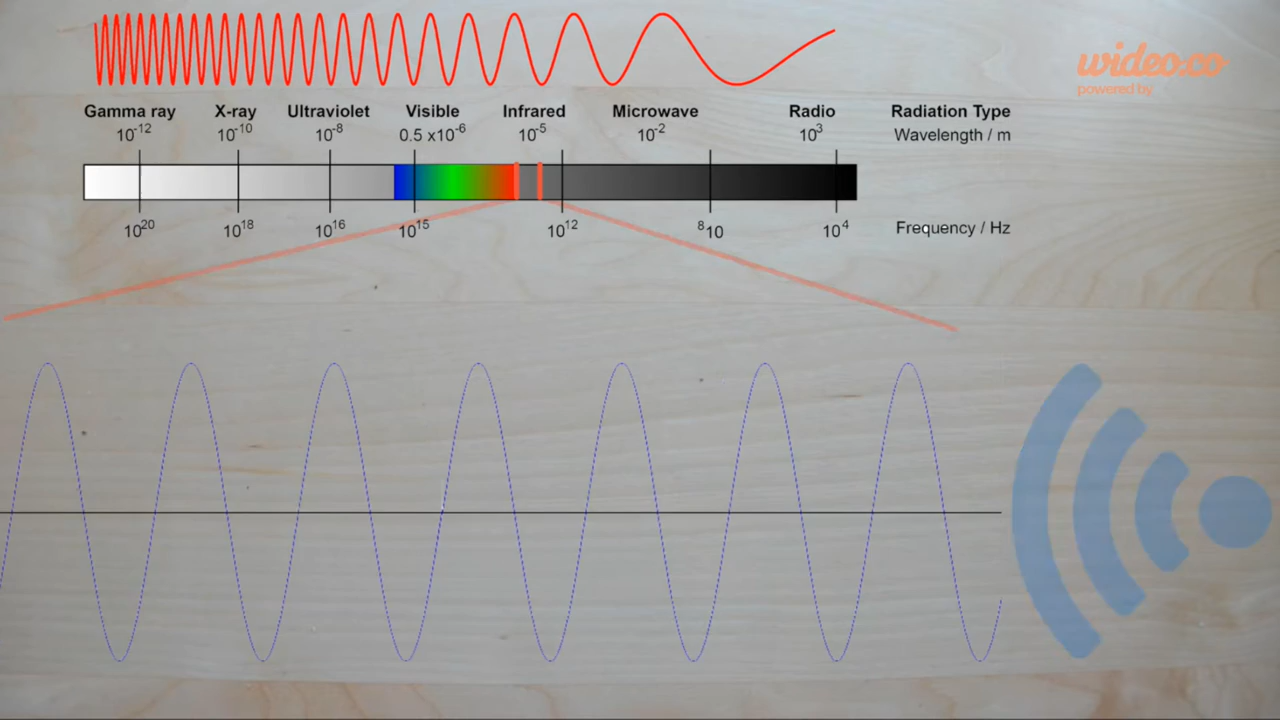 wideo.co
powered by
Gamma ray X-ray Ultraviolet Visible Infrared Microwave Radio Radiation Type
10⁻¹² 10⁻¹⁰ 10⁻⁸ 0.5 x10⁻⁶ 10⁻⁵ 10⁻² 10³ Wavelength / m
10²⁰ 10¹⁸ 10¹⁶ 10¹⁵ 10¹² ⁸10 10⁴ Frequency / Hz